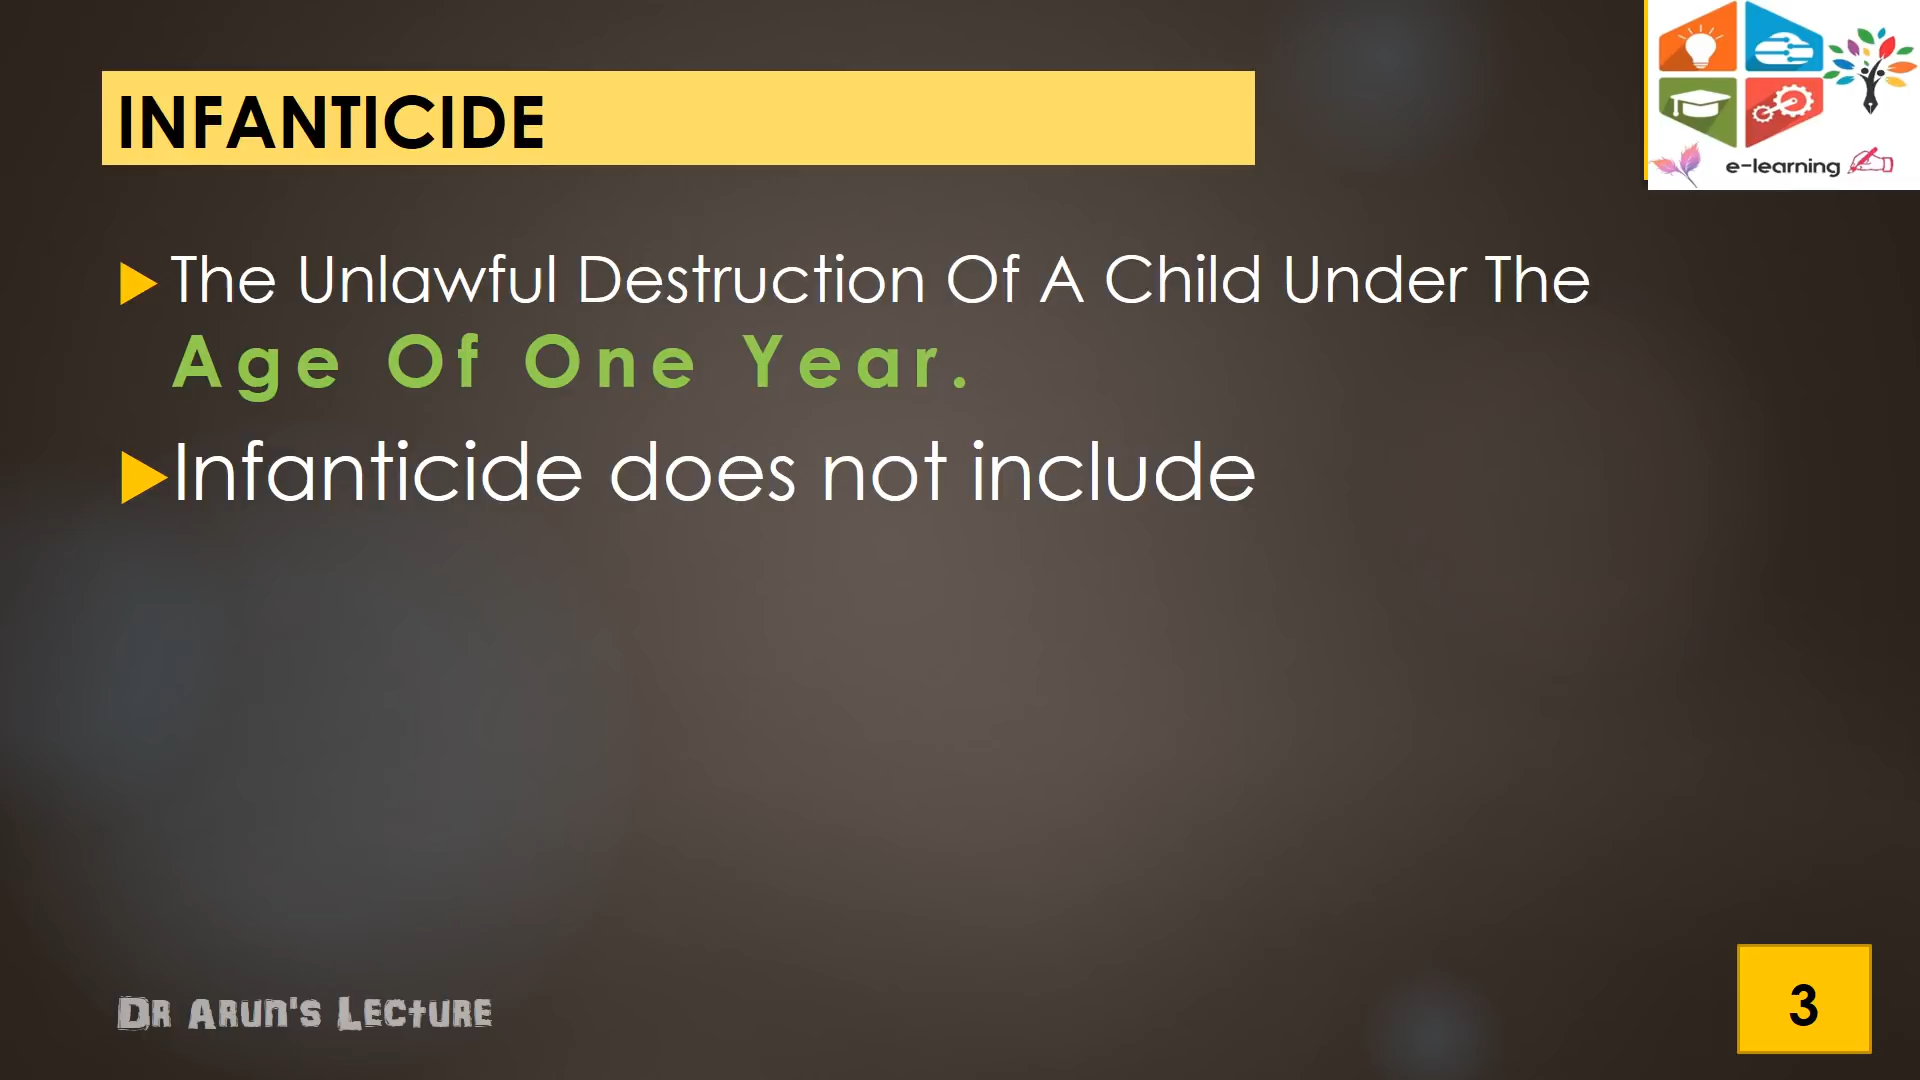 INFANTICIDE
e-learning
The Unlawful Destruction Of A Child Under The
Age Of One Year.
Infanticide does not include
Dr Arun's Lecture
3